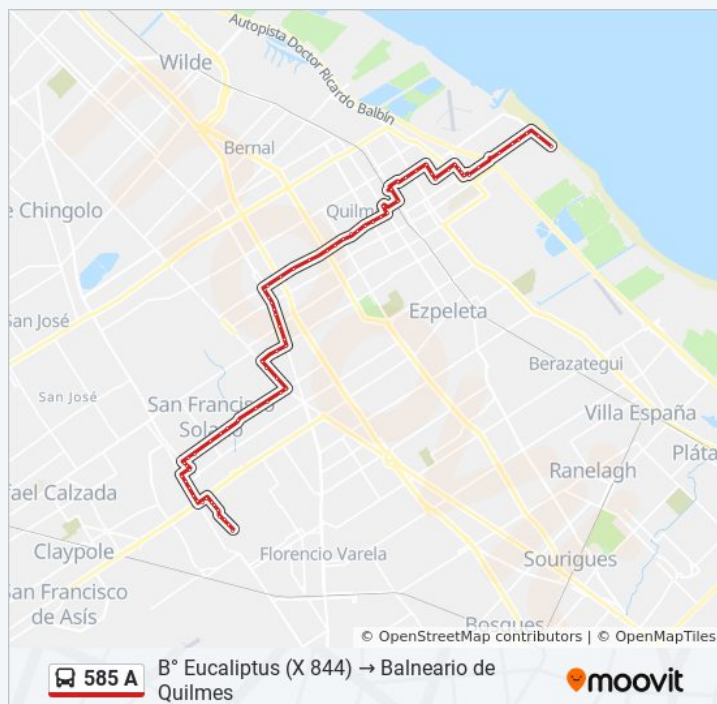 Autopista Doctor Ricardo Balbín
Wilde
Bernal
e Chingolo
Quilm
San José
Ezpeleta
Berazategui
San José
San Francisco
Solano
Villa España
Pláta
Ranelagh
fael Calzada
Claypole
Florencio Varela
Sourigues
San Francisco
de Asís
Bosques
© OpenStreetMap contributors | © OpenMapTiles
585 A
B° Eucaliptus (X 844) → Balneario de
Quilmes
moovit